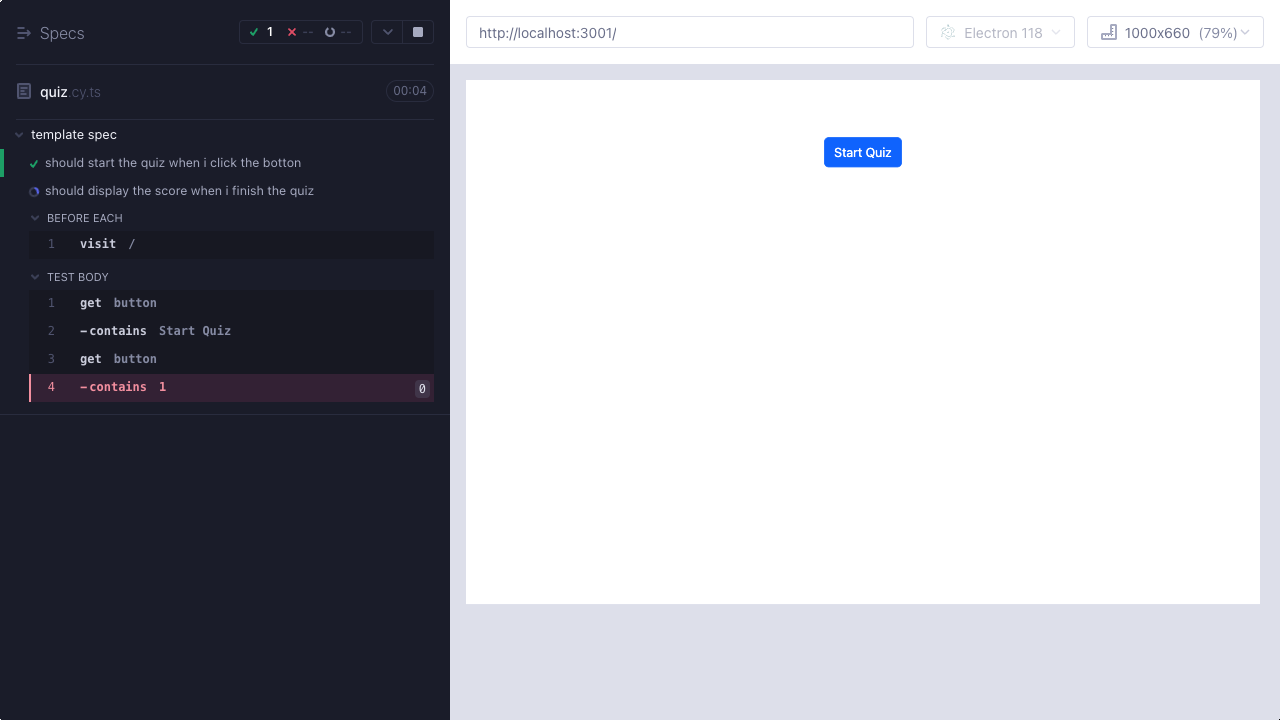 Specs
1
--
--
quiz.cy.ts
00:04
template spec
should start the quiz when i click the botton
should display the score when i finish the quiz
BEFORE EACH
1 visit /
TEST BODY
1 get button
2 -contains Start Quiz
3 get button
4 -contains 1 0
http://localhost:3001/
Electron 118
1000x660 (79%)
Start Quiz